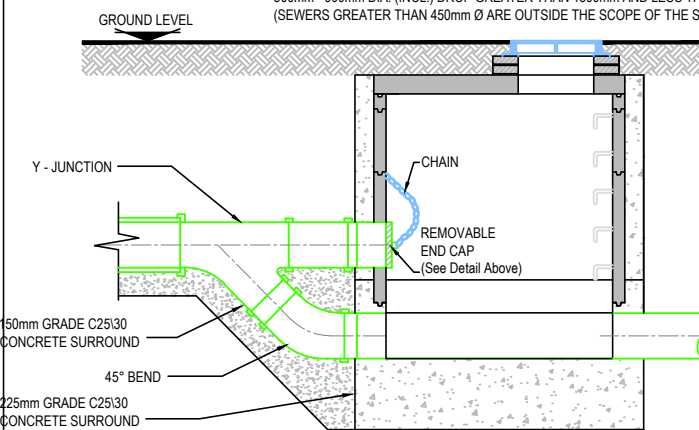 (SEWERS GREATER THAN 450mm Ø ARE OUTSIDE THE SCOPE OF THE S
GROUND LEVEL
Y - JUNCTION
CHAIN
REMOVABLE
END CAP
(See Detail Above)
150mm GRADE C25\30
CONCRETE SURROUND
45° BEND
225mm GRADE C25\30
CONCRETE SURROUND